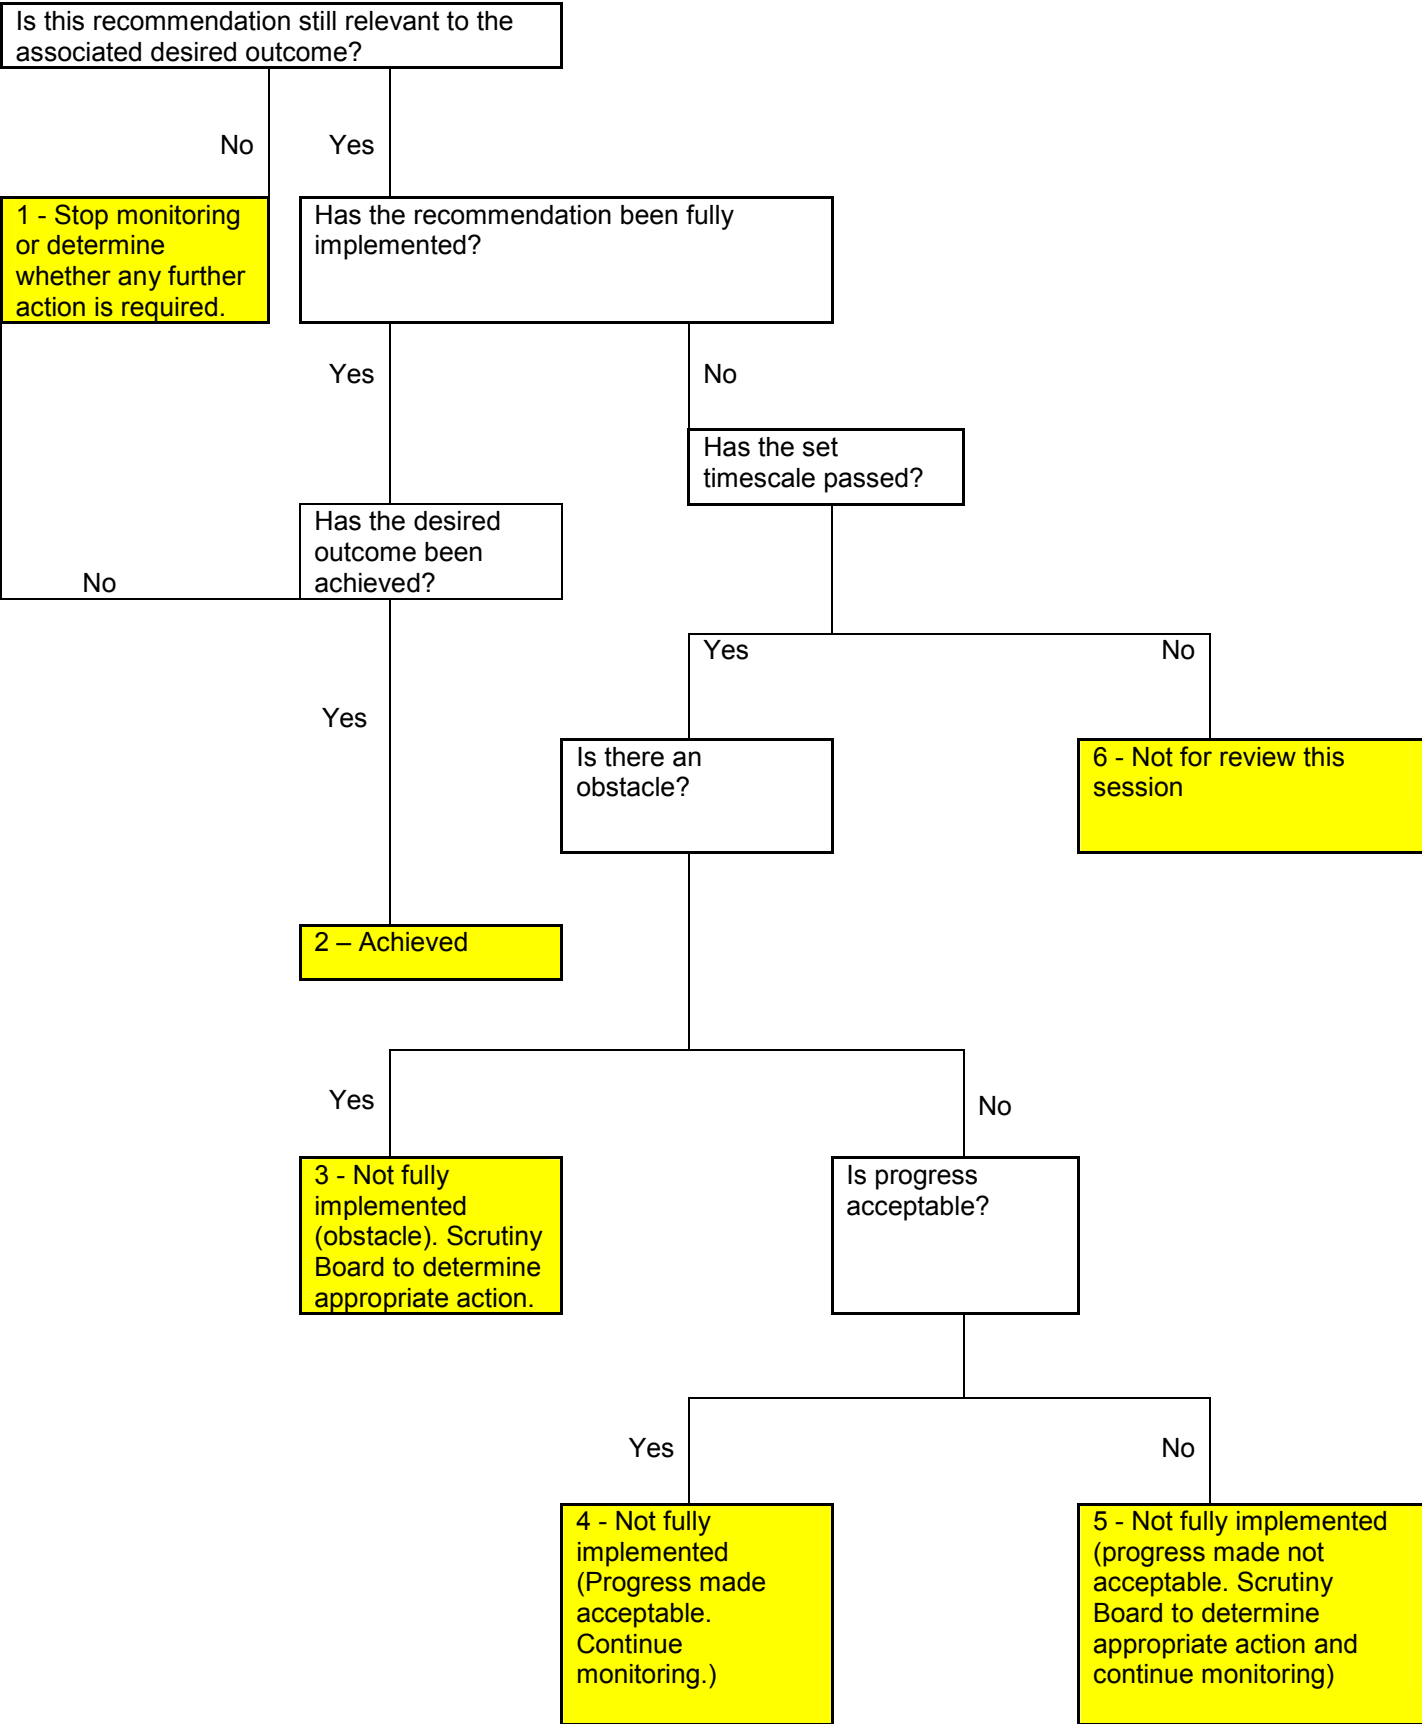 Is this recommendation still relevant to the
associated desired outcome?
No
Yes
1 - Stop monitoring
or determine
whether any further
action is required.
Has the recommendation been fully
implemented?
Yes
No
Has the set
timescale passed?
Has the desired
outcome been
achieved?
No
Yes
No
Yes
Is there an
obstacle?
6 - Not for review this
session
2 – Achieved
Yes
No
3 - Not fully
implemented
(obstacle). Scrutiny
Board to determine
appropriate action.
Is progress
acceptable?
Yes
No
4 - Not fully
implemented
(Progress made
acceptable.
Continue
monitoring.)
5 - Not fully implemented
(progress made not
acceptable. Scrutiny
Board to determine
appropriate action and
continue monitoring)